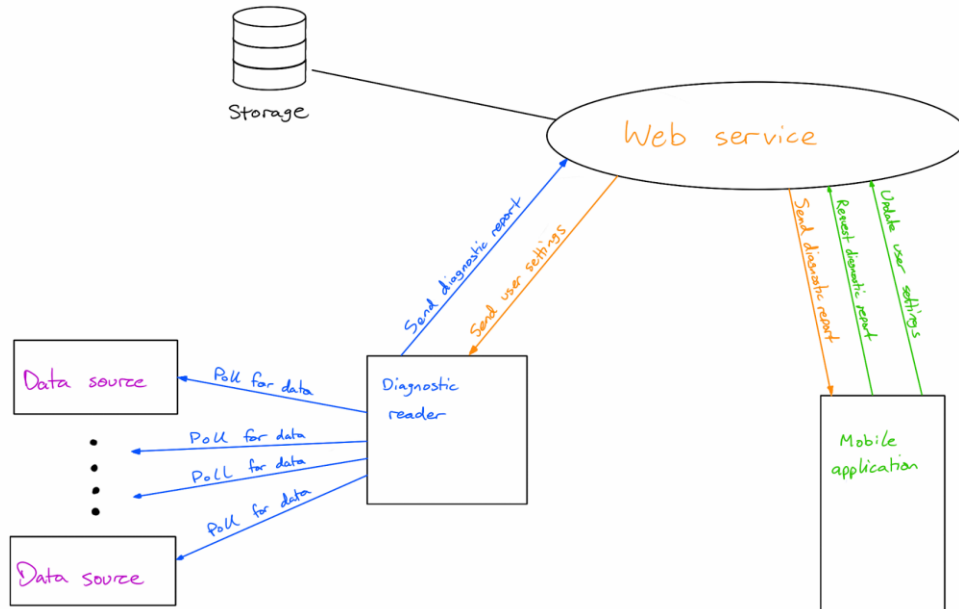 Storage
Web service
Send diagnostic report
Send user settings
Send diagnostic report
Request diagnostic report
Update user settings
Data source
Poll for data
Diagnostic
reader
Poll for data
Poll for data
Poll for data
Data source
Mobile
application